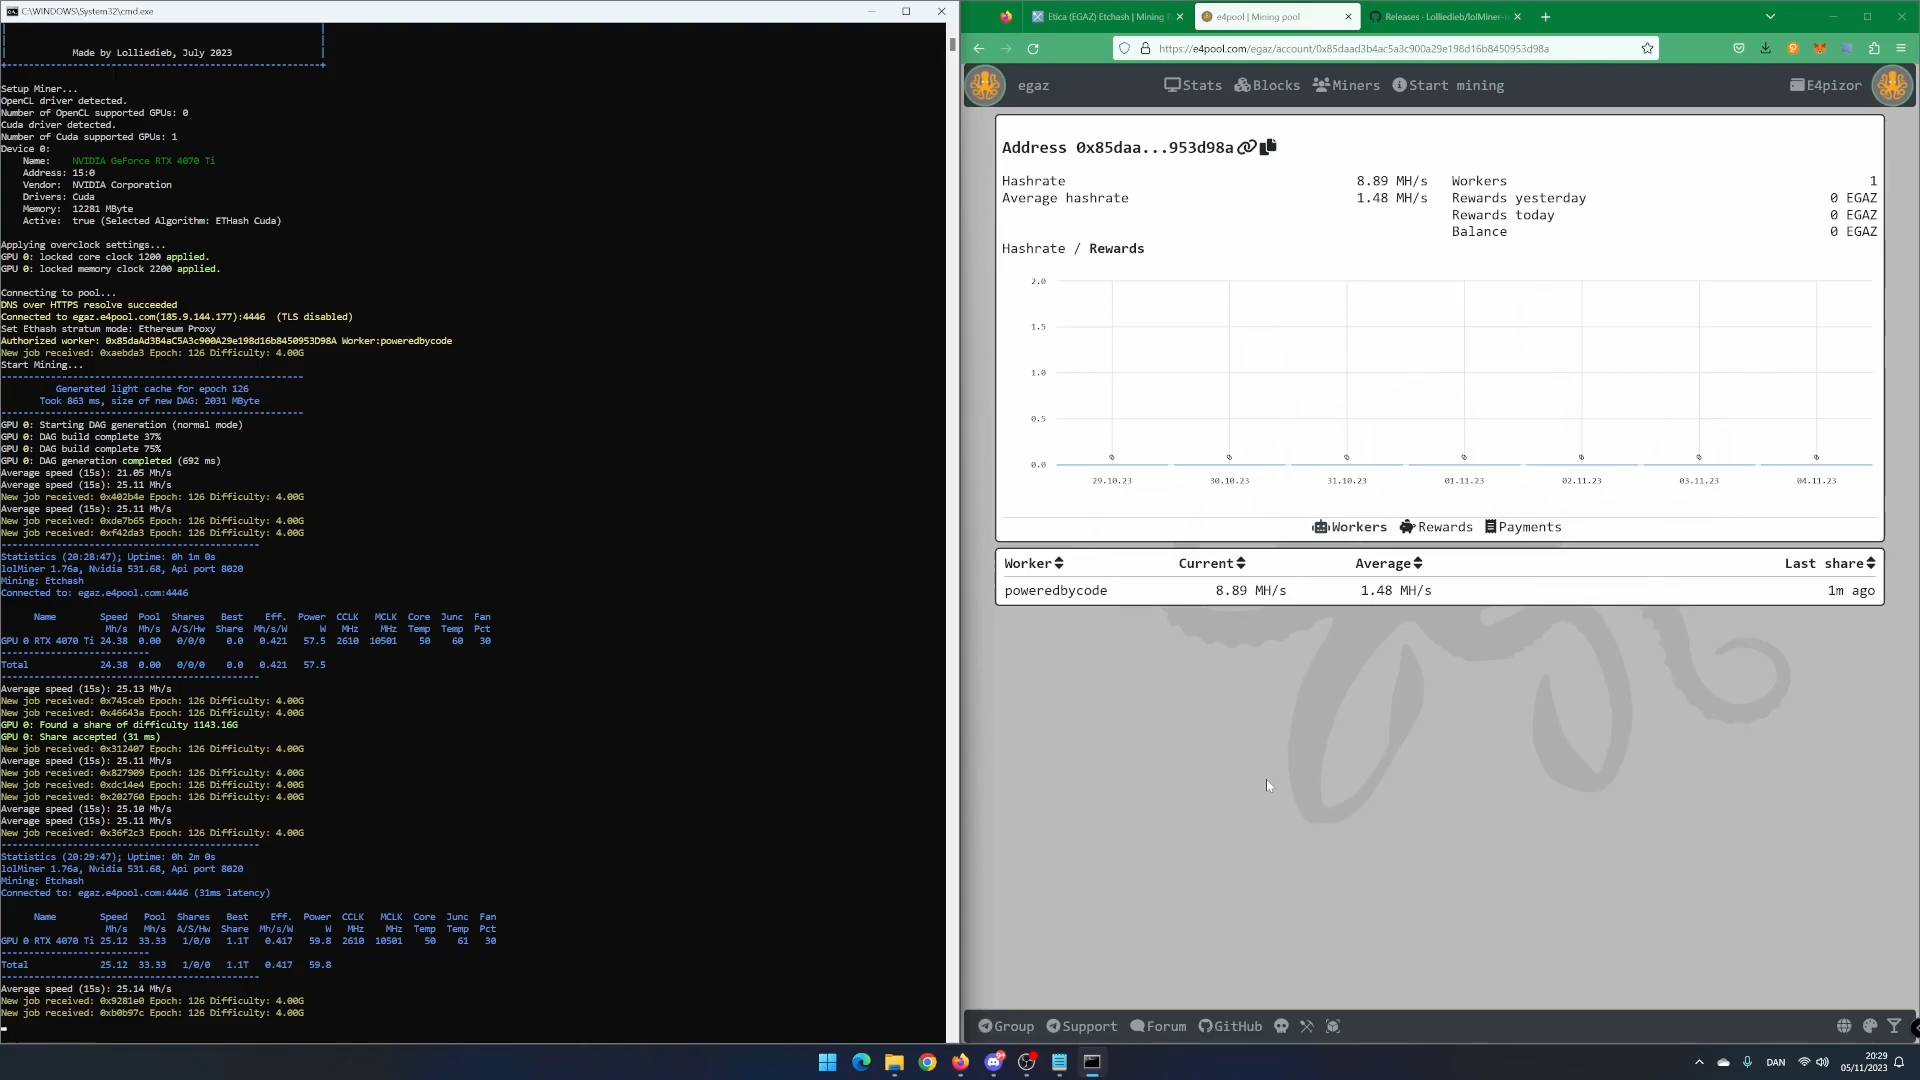 C:\WINDOWS\System32\cmd.exe
Made by Lolliedieb, July 2023
Setup Miner...
OpenCL driver detected.
Number of OpenCL supported GPUs: 0
Cuda driver detected.
Number of Cuda supported GPUs: 1
Device 0:
Name: NVIDIA GeForce RTX 4070 Ti
Address: 15:0
Vendor: NVIDIA Corporation
Drivers: Cuda
Memory: 12281 MByte
Active: true (Selected Algorithm: ETHash Cuda)
Applying overclock settings...
GPU 0: locked core clock 1200 applied.
GPU 0: locked memory clock 2200 applied.
Connecting to pool...
DNS over HTTPS resolve succeeded
Connected to egaz.e4pool.com(185.9.144.177):4446 (TLS disabled)
Set Ethash stratum mode: Ethereum Proxy
Authorized worker: 0x85daAd3B4aC5A3c900A29e198d16b8450953D98A Worker:poweredbycode
New job received: 0xaebda3 Epoch: 126 Difficulty: 4.00G
Start Mining...
Generated light cache for epoch 126
Took 863 ms, size of new DAG: 2031 MByte
GPU 0: Starting DAG generation (normal mode)
GPU 0: DAG build complete 37%
GPU 0: DAG build complete 75%
GPU 0: DAG generation completed (692 ms)
Average speed (15s): 21.05 Mh/s
Average speed (15s): 25.11 Mh/s
New job received: 0x402b4e Epoch: 126 Difficulty: 4.00G
Average speed (15s): 25.11 Mh/s
New job received: 0xde7b65 Epoch: 126 Difficulty: 4.00G
New job received: 0xf42da3 Epoch: 126 Difficulty: 4.00G
Statistics (20:28:47); Uptime: 0h 1m 0s
lolMiner 1.76a, Nvidia 531.68, Api port 8020
Mining: Etchash
Connected to: egaz.e4pool.com:4446
Name Speed Pool Shares Best Eff. Power CCLK MCLK Core Junc Fan
Mh/s Mh/s A/S/Hw Share Mh/s/W W MHz MHz Temp Temp Pct
GPU 0 RTX 4070 Ti 24.38 0.00 0/0/0 0.0 0.421 57.5 2610 10501 50 60 30
Total 24.38 0.00 0/0/0 0.0 0.421 57.5
Average speed (15s): 25.13 Mh/s
New job received: 0x745ceb Epoch: 126 Difficulty: 4.00G
New job received: 0x46643a Epoch: 126 Difficulty: 4.00G
GPU 0: Found a share of difficulty 1143.16G
GPU 0: Share accepted (31 ms)
New job received: 0x312407 Epoch: 126 Difficulty: 4.00G
Average speed (15s): 25.11 Mh/s
New job received: 0x827909 Epoch: 126 Difficulty: 4.00G
New job received: 0xdc14e4 Epoch: 126 Difficulty: 4.00G
New job received: 0x202760 Epoch: 126 Difficulty: 4.00G
Average speed (15s): 25.10 Mh/s
Average speed (15s): 25.11 Mh/s
New job received: 0x36f2c3 Epoch: 126 Difficulty: 4.00G
Statistics (20:29:47); Uptime: 0h 2m 0s
lolMiner 1.76a, Nvidia 531.68, Api port 8020
Mining: Etchash
Connected to: egaz.e4pool.com:4446 (31ms latency)
Name Speed Pool Shares Best Eff. Power CCLK MCLK Core Junc Fan
Mh/s Mh/s A/S/Hw Share Mh/s/W W MHz MHz Temp Temp Pct
GPU 0 RTX 4070 Ti 25.12 33.33 1/0/0 1.1T 0.417 59.8 2610 10501 50 61 30
Total 25.12 33.33 1/0/0 1.1T 0.417 59.8
Average speed (15s): 25.14 Mh/s
New job received: 0x9281e0 Epoch: 126 Difficulty: 4.00G
New job received: 0xb0b97c Epoch: 126 Difficulty: 4.00G
Etica (EGAZ) Etchash | Mining
e4pool | Mining pool
Releases · Lolliedieb/lolMiner-
https://e4pool.com/egaz/account/0x85daad3b4ac5a3c900a29e198d16b8450953d98a
egaz Stats Blocks Miners Start mining E4pizor
Address 0x85daa...953d98a
Hashrate 8.89 MH/s Workers 1
Average hashrate 1.48 MH/s Rewards yesterday 0 EGAZ
Rewards today 0 EGAZ
Balance 0 EGAZ
Hashrate / Rewards
2.0
1.5
1.0
0.5
0.0
0 0 0 0 0 0 0
29.10.23 30.10.23 31.10.23 01.11.23 02.11.23 03.11.23 04.11.23
Workers Rewards Payments
Worker Current Average Last share
poweredbycode 8.89 MH/s 1.48 MH/s 1m ago
Group Support Forum GitHub
DAN
20:29
05/11/2023